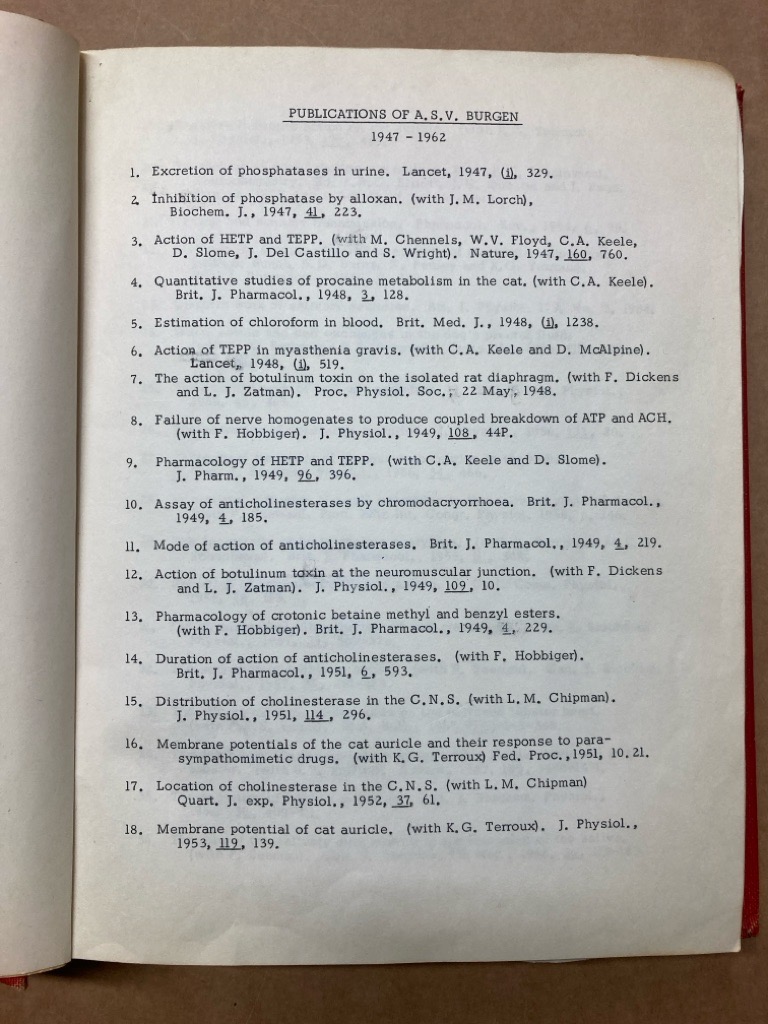 PUBLICATIONS OF A.S.V. BURGEN
1947 - 1962
1. Excretion of phosphatases in urine. Lancet, 1947, (i), 329.
2. Inhibition of phosphatase by alloxan. (with J.M. Lorch),
Biochem. J., 1947, 41, 223.
3. Action of HETP and TEPP. (with M. Chennels, W.V. Floyd, C.A. Keele,
D. Slome, J. Del Castillo and S. Wright). Nature, 1947, 160, 760.
4. Quantitative studies of procaine metabolism in the cat. (with C.A. Keele).
Brit. J. Pharmacol., 1948, 3, 128.
5. Estimation of chloroform in blood. Brit. Med. J., 1948, (i), 1238.
6. Action of TEPP in myasthenia gravis. (with C.A. Keele and D. McAlpine).
Lancet, 1948, (i), 519.
7. The action of botulinum toxin on the isolated rat diaphragm. (with F. Dickens
and L. J. Zatman). Proc. Physiol. Soc., 22 May, 1948.
8. Failure of nerve homogenates to produce coupled breakdown of ATP and ACH.
(with F. Hobbiger). J. Physiol., 1949, 108, 44P.
9. Pharmacology of HETP and TEPP. (with C.A. Keele and D. Slome).
J. Pharm., 1949, 96, 396.
10. Assay of anticholinesterases by chromodacryorrhoea. Brit. J. Pharmacol.,
1949, 4, 185.
11. Mode of action of anticholinesterases. Brit. J. Pharmacol., 1949, 4, 219.
12. Action of botulinum toxin at the neuromuscular junction. (with F. Dickens
and L. J. Zatman). J. Physiol., 1949, 109, 10.
13. Pharmacology of crotonic betaine methyl and benzyl esters.
(with F. Hobbiger). Brit. J. Pharmacol., 1949, 4, 229.
14. Duration of action of anticholinesterases. (with F. Hobbiger).
Brit. J. Pharmacol., 1951, 6, 593.
15. Distribution of cholinesterase in the C.N.S. (with L.M. Chipman).
J. Physiol., 1951, 114, 296.
16. Membrane potentials of the cat auricle and their response to para-
sympathomimetic drugs. (with K.G. Terroux) Fed. Proc., 1951, 10. 21.
17. Location of cholinesterase in the C.N.S. (with L.M. Chipman)
Quart. J. exp. Physiol., 1952, 37, 61.
18. Membrane potential of cat auricle. (with K.G. Terroux). J. Physiol.,
1953, 119, 139.